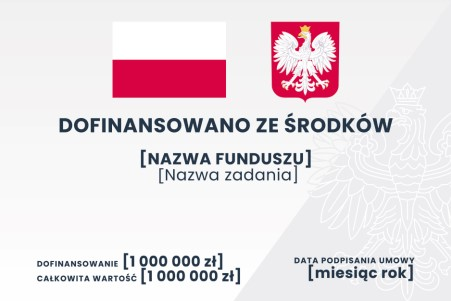 DOFINANSOWANO ZE ŚRODKÓW
[NAZWA FUNDUSZU]
[Nazwa zadania]
DOFINANSOWANIE [1 000 000 zł]
CAŁKOWITA WARTOŚĆ [1 000 000 zł]
DATA PODPISANIA UMOWY
[miesiąc rok]